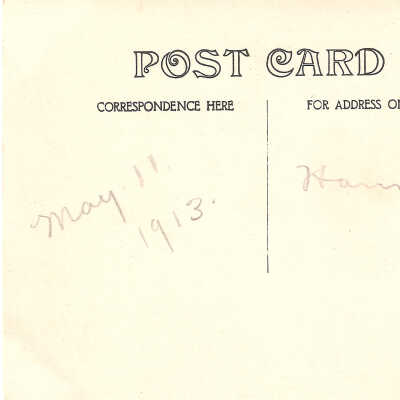 POST CARD
CORRESPONDENCE HERE
FOR ADDRESS
May. 11.
1913.